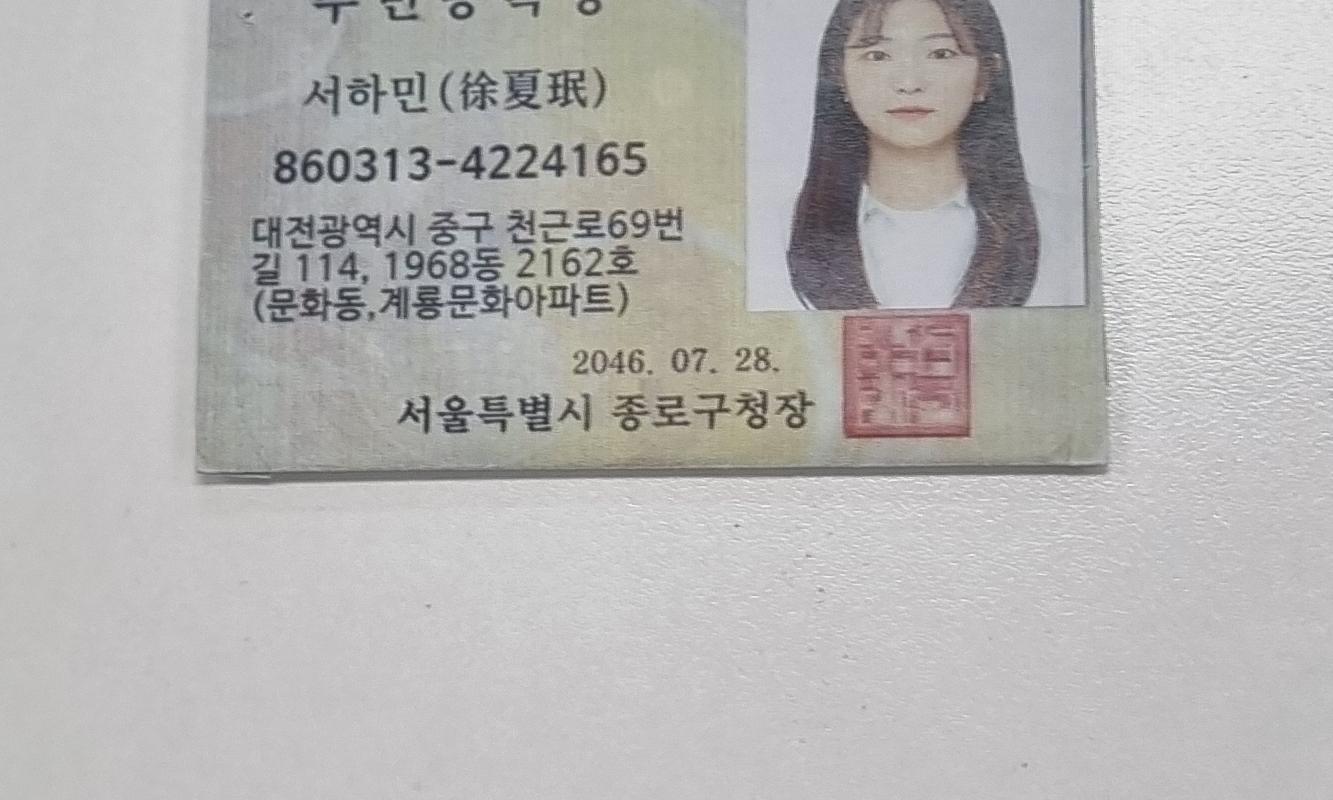 서하민(徐夏珉)
860313-4224165
대전광역시 중구 천근로69번
길 114, 1968동 2162호
(문화동,계룡문화아파트)
2046. 07. 28.
서울특별시 종로구청장